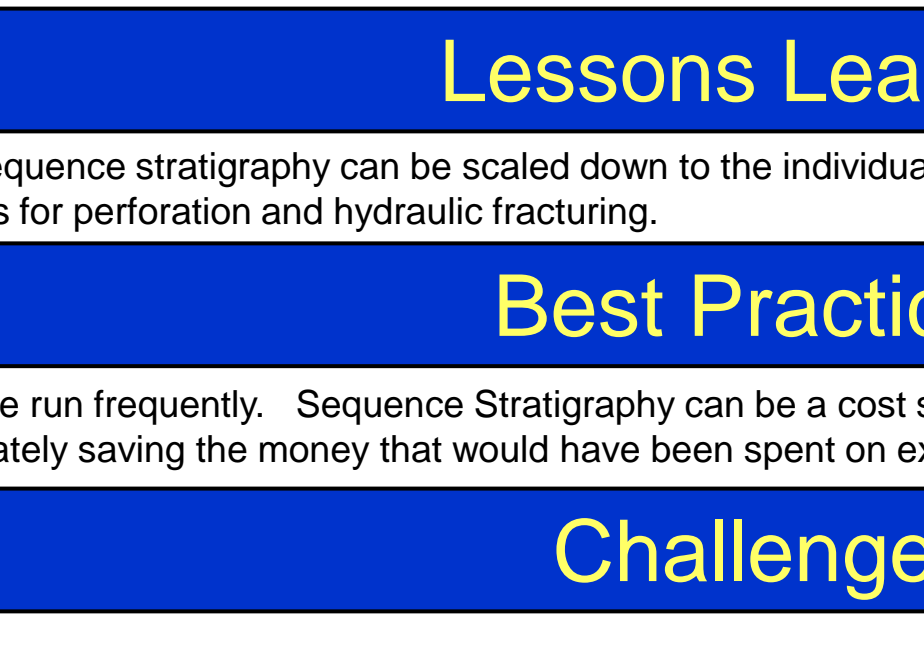 Lessons Lea
equence stratigraphy can be scaled down to the individua
s for perforation and hydraulic fracturing.
Best Practic
e run frequently. Sequence Stratigraphy can be a cost s
ately saving the money that would have been spent on ex
Challenge